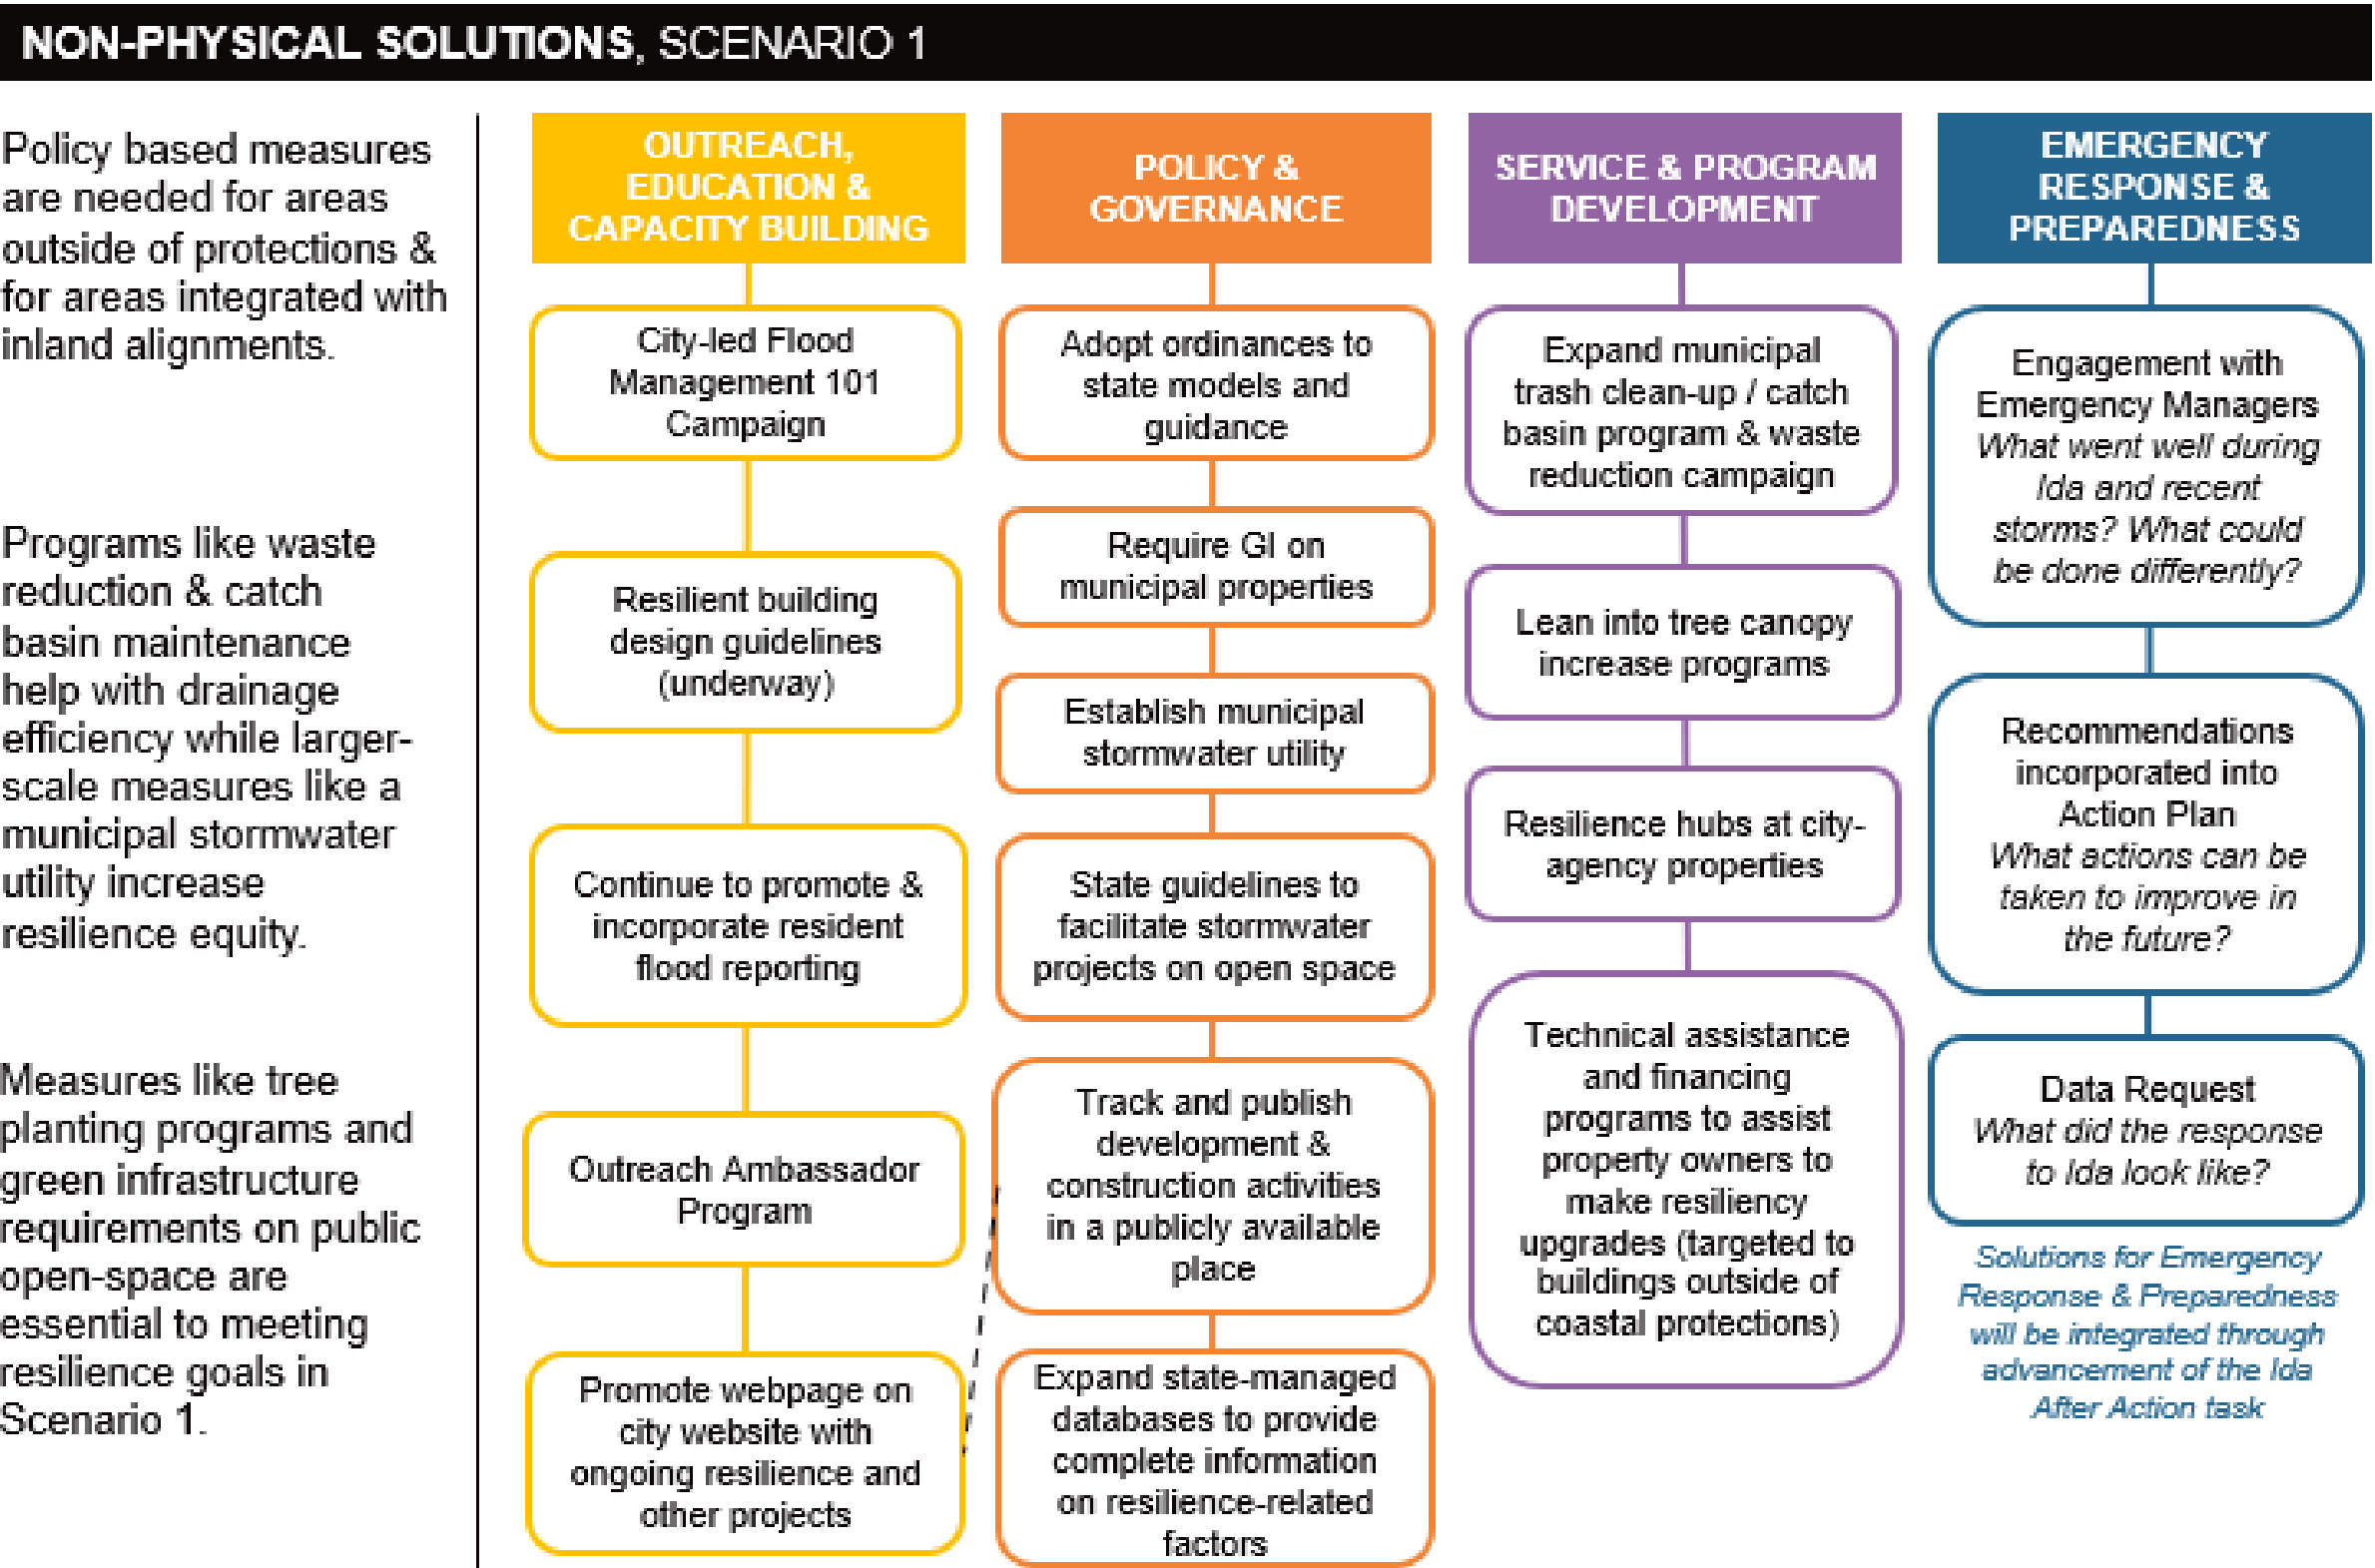 NON-PHYSICAL SOLUTIONS, SCENARIO 1
Policy based measures
are needed for areas
outside of protections &
for areas integrated with
inland alignments.
Programs like waste
reduction & catch
basin maintenance
help with drainage
efficiency while larger-
scale measures like a
municipal stormwater
utility increase
resilience equity.
Measures like tree
planting programs and
green infrastructure
requirements on public
open-space are
essential to meeting
resilience goals in
Scenario 1.
OUTREACH,
EDUCATION &
CAPACITY BUILDING
City-led Flood
Management 101
Campaign
Resilient building
design guidelines
(underway)
Continue to promote &
incorporate resident
flood reporting
Outreach Ambassador
Program
Promote webpage on
city website with
ongoing resilience and
other projects
POLICY &
GOVERNANCE
Adopt ordinances to
state models and
guidance
Require GI on
municipal properties
Establish municipal
stormwater utility
State guidelines to
facilitate stormwater
projects on open space
Track and publish
development &
construction activities
in a publicly available
place
Expand state-managed
databases to provide
complete information
on resilience-related
factors
SERVICE & PROGRAM
DEVELOPMENT
Expand municipal
trash clean-up / catch
basin program & waste
reduction campaign
Lean into tree canopy
increase programs
Resilience hubs at city-
agency properties
Technical assistance
and financing
programs to assist
property owners to
make resiliency
upgrades (targeted to
buildings outside of
coastal protections)
EMERGENCY
RESPONSE &
PREPAREDNESS
Engagement with
Emergency Managers
What went well during
Ida and recent
storms? What could
be done differently?
Recommendations
incorporated into
Action Plan
What actions can be
taken to improve in
the future?
Data Request
What did the response
to Ida look like?
Solutions for Emergency
Response & Preparedness
will be integrated through
advancement of the Ida
After Action task